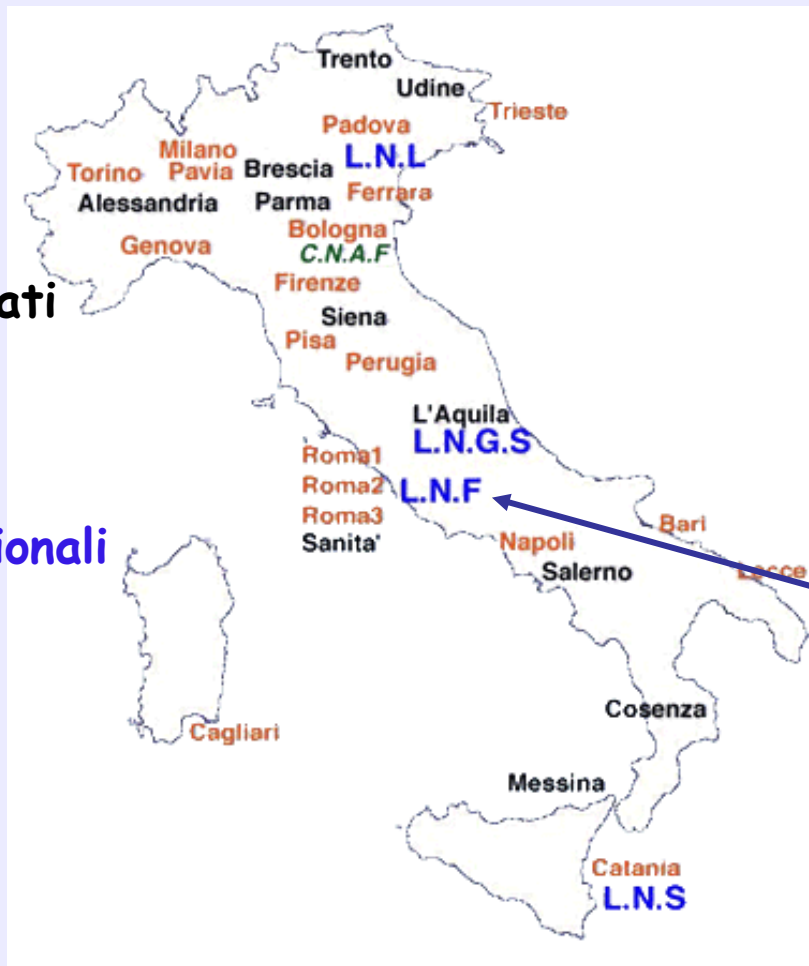 Trento
Udine
Trieste
Padova
Milano
L.N.L
Torino
Pavia
Brescia
Alessandria
Parma
Ferrara
Bologna
Genova
C.N.A.F
Firenze
ati
Siena
Pisa
Perugia
L'Aquila
L.N.G.S
Roma1
Roma2
L.N.F
Roma3
Bari
ionali
Sanita'
Napoli
Salerno
Lecce
Cosenza
Cagliari
Messina
Catania
L.N.S